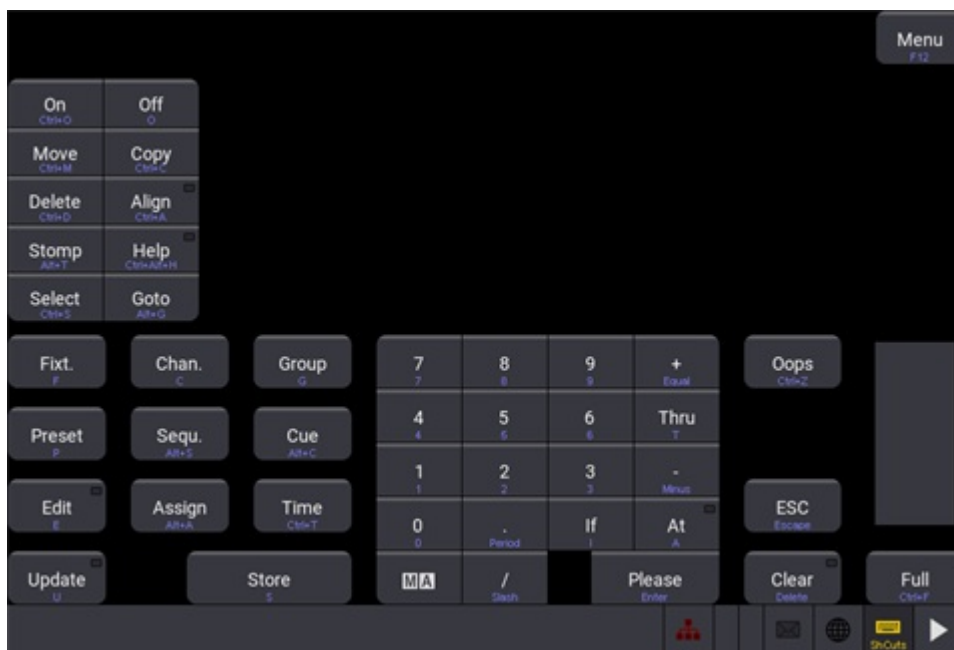 Menu
F12
On Off
Ctrl+O O
Move Copy
Ctrl+M Ctrl+C
Delete Align
Ctrl+D Ctrl+A
Stomp Help
Alt+T Ctrl+Alt+H
Select Goto
Ctrl+S Alt+G
Fixt. Chan. Group 7 8 9 + Oops
F C G 7 8 9 Equal Ctrl+Z
4 5 6 Thru
4 5 6 T
Preset Sequ. Cue
P Alt+S Alt+C
1 2 3 -
1 2 3 Minus
Edit Assign Time ESC
E Alt+A Ctrl+T Escape
0 . If At
0 Period I A
Update Store MA / Please Clear Full
U S Slash Enter Delete Ctrl+F
ShCuts